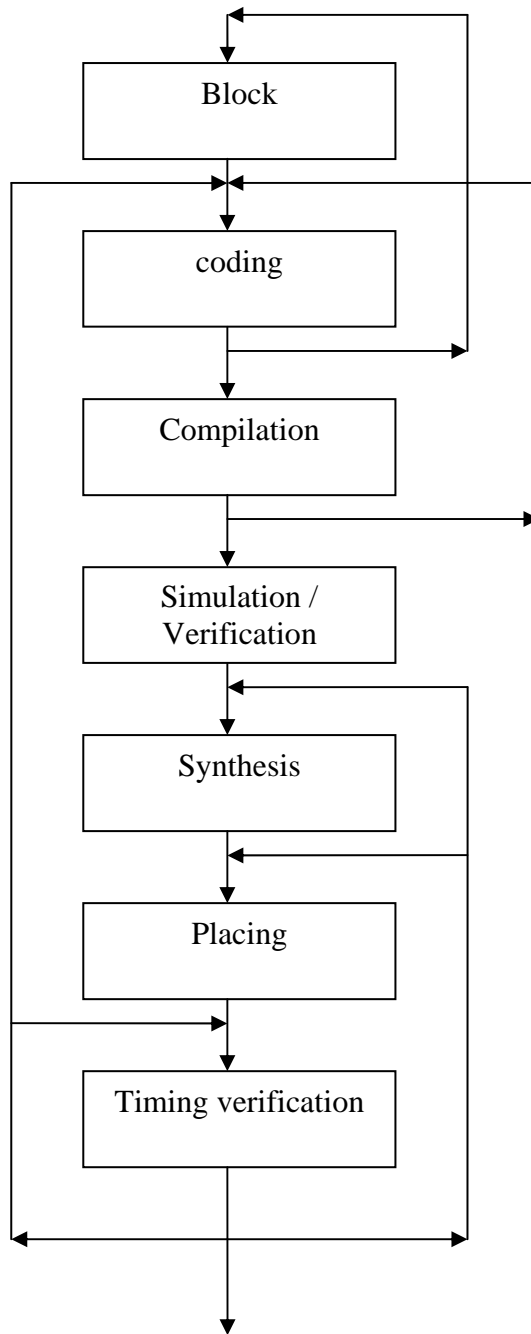 Block
coding
Compilation
Simulation /
Verification
Synthesis
Placing
Timing verification